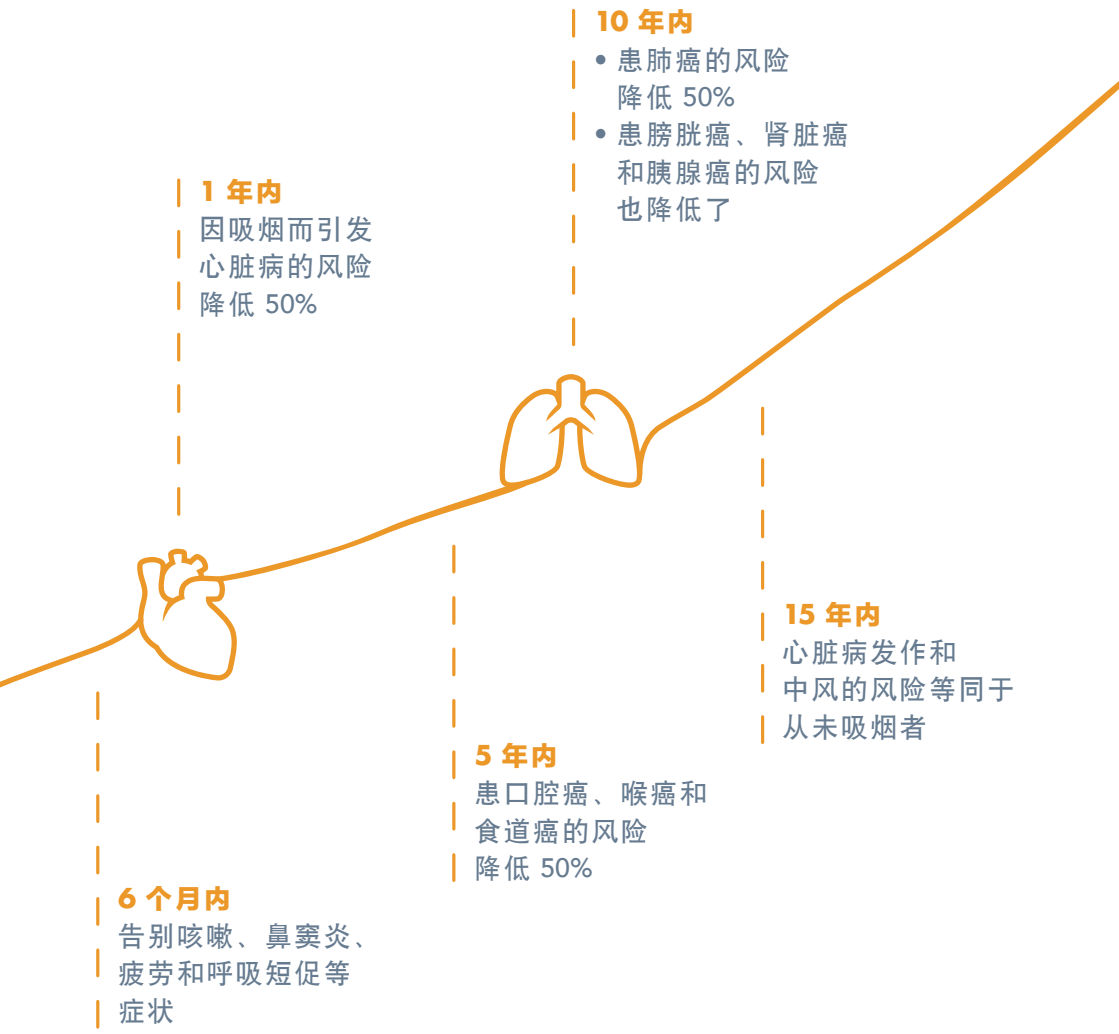 10 年内
• 患肺癌的风险
降低 50%
• 患膀胱癌、肾脏癌
和胰腺癌的风险
也降低了
1 年内
因吸烟而引发
心脏病的风险
降低 50%
15 年内
心脏病发作和
中风的风险等同于
从未吸烟者
5 年内
患口腔癌、喉癌和
食道癌的风险
降低 50%
6 个月内
告别咳嗽、鼻窦炎、
疲劳和呼吸短促等
症状